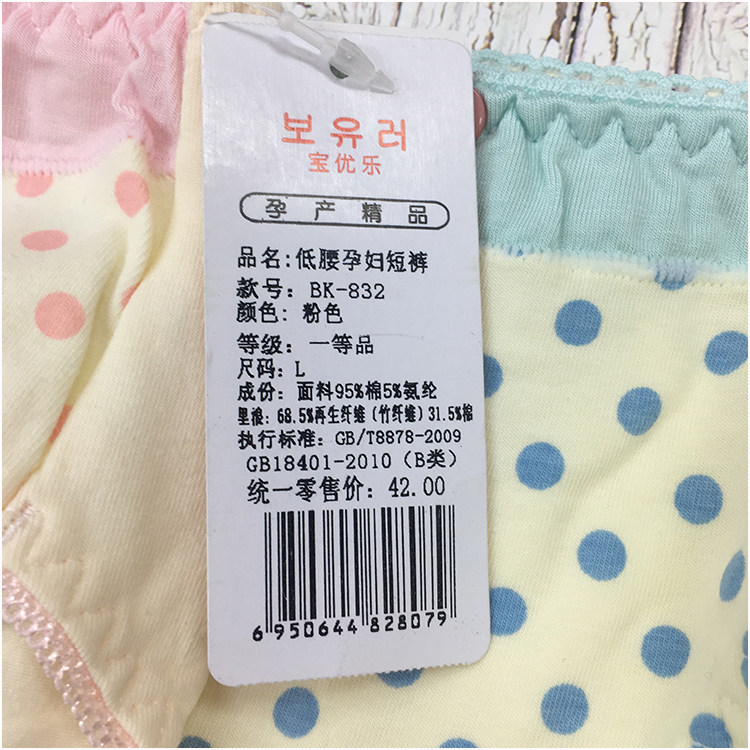 보유러
宝优乐
孕产精品
品名:低腰孕妇短裤
款号: BK-832
颜色: 粉色
等级: 一等品
尺码: L
成份: 面料95%棉5%氨纶
里裆: 68.5%再生纤维(竹纤维)31.5%棉
执行标准: GB/T8878-2009
GB18401-2010 (B类)
统一零售价: 42.00
6 950644 828079